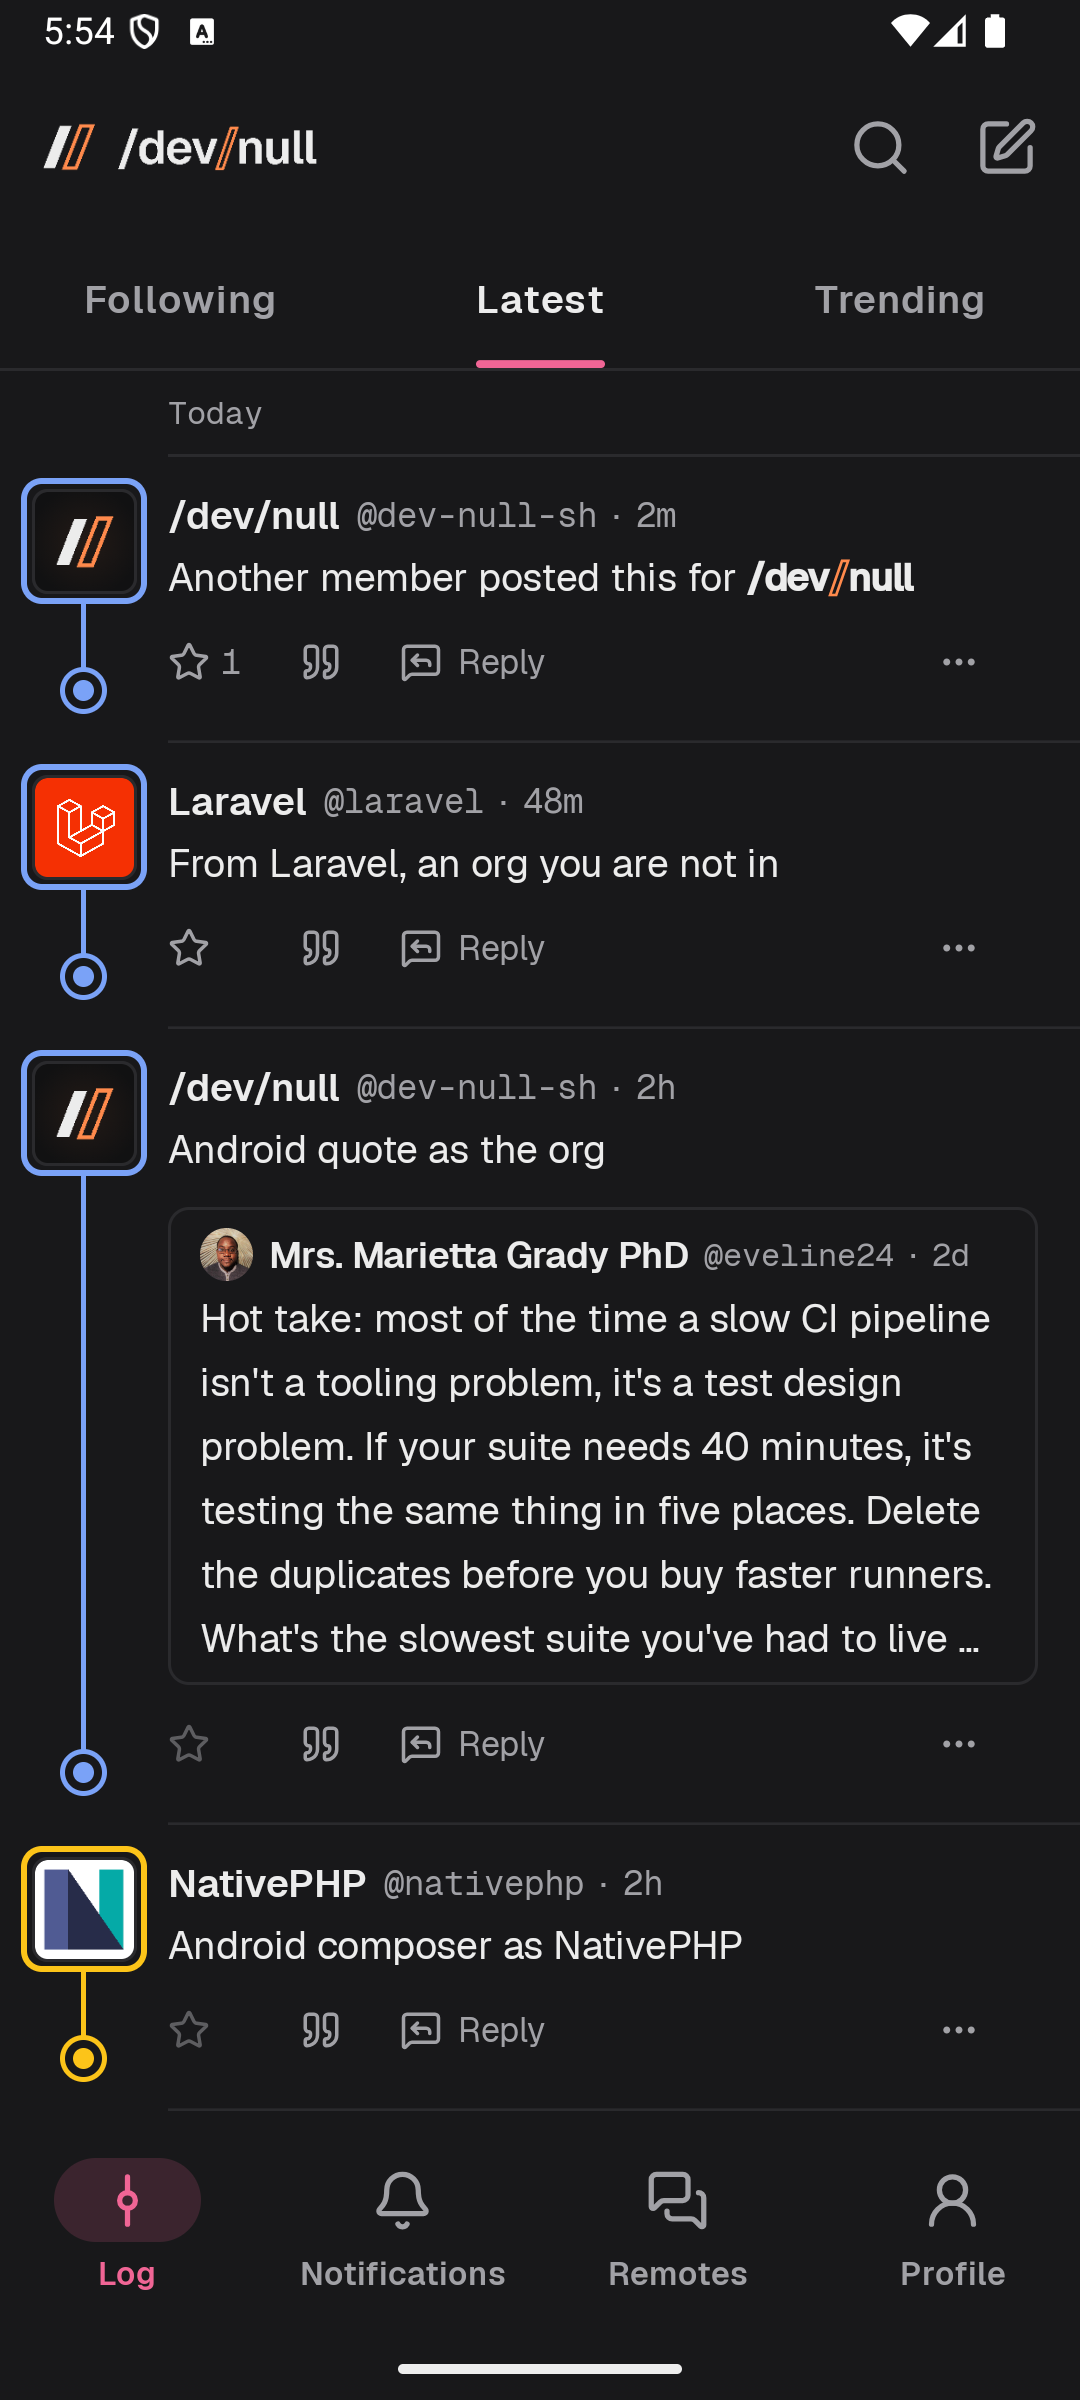 5:54
/dev//null
Following Latest Trending
Today
/dev/null @dev-null-sh · 2m
Another member posted this for /dev//null
1 Reply
Laravel @laravel · 48m
From Laravel, an org you are not in
Reply
/dev/null @dev-null-sh · 2h
Android quote as the org
Mrs. Marietta Grady PhD @eveline24 · 2d
Hot take: most of the time a slow CI pipeline
isn't a tooling problem, it's a test design
problem. If your suite needs 40 minutes, it's
testing the same thing in five places. Delete
the duplicates before you buy faster runners.
What's the slowest suite you've had to live ...
Reply
NativePHP @nativephp · 2h
Android composer as NativePHP
Reply
Log Notifications Remotes Profile